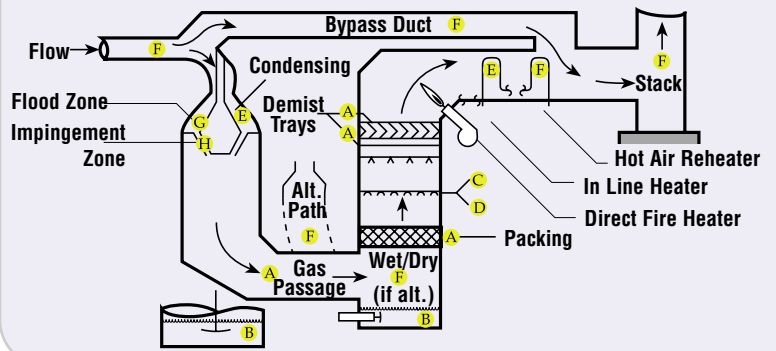 Bypass Duct F
Flow F
Condensing
E F
F
Stack
Flood Zone
G E
Demist
Trays
A
A
Impingement
Zone
H
Hot Air Reheater
In Line Heater
Direct Fire Heater
Alt.
Path
F
C
D
A Packing
A Gas
Passage
Wet/Dry
F
(if alt.)
B
B